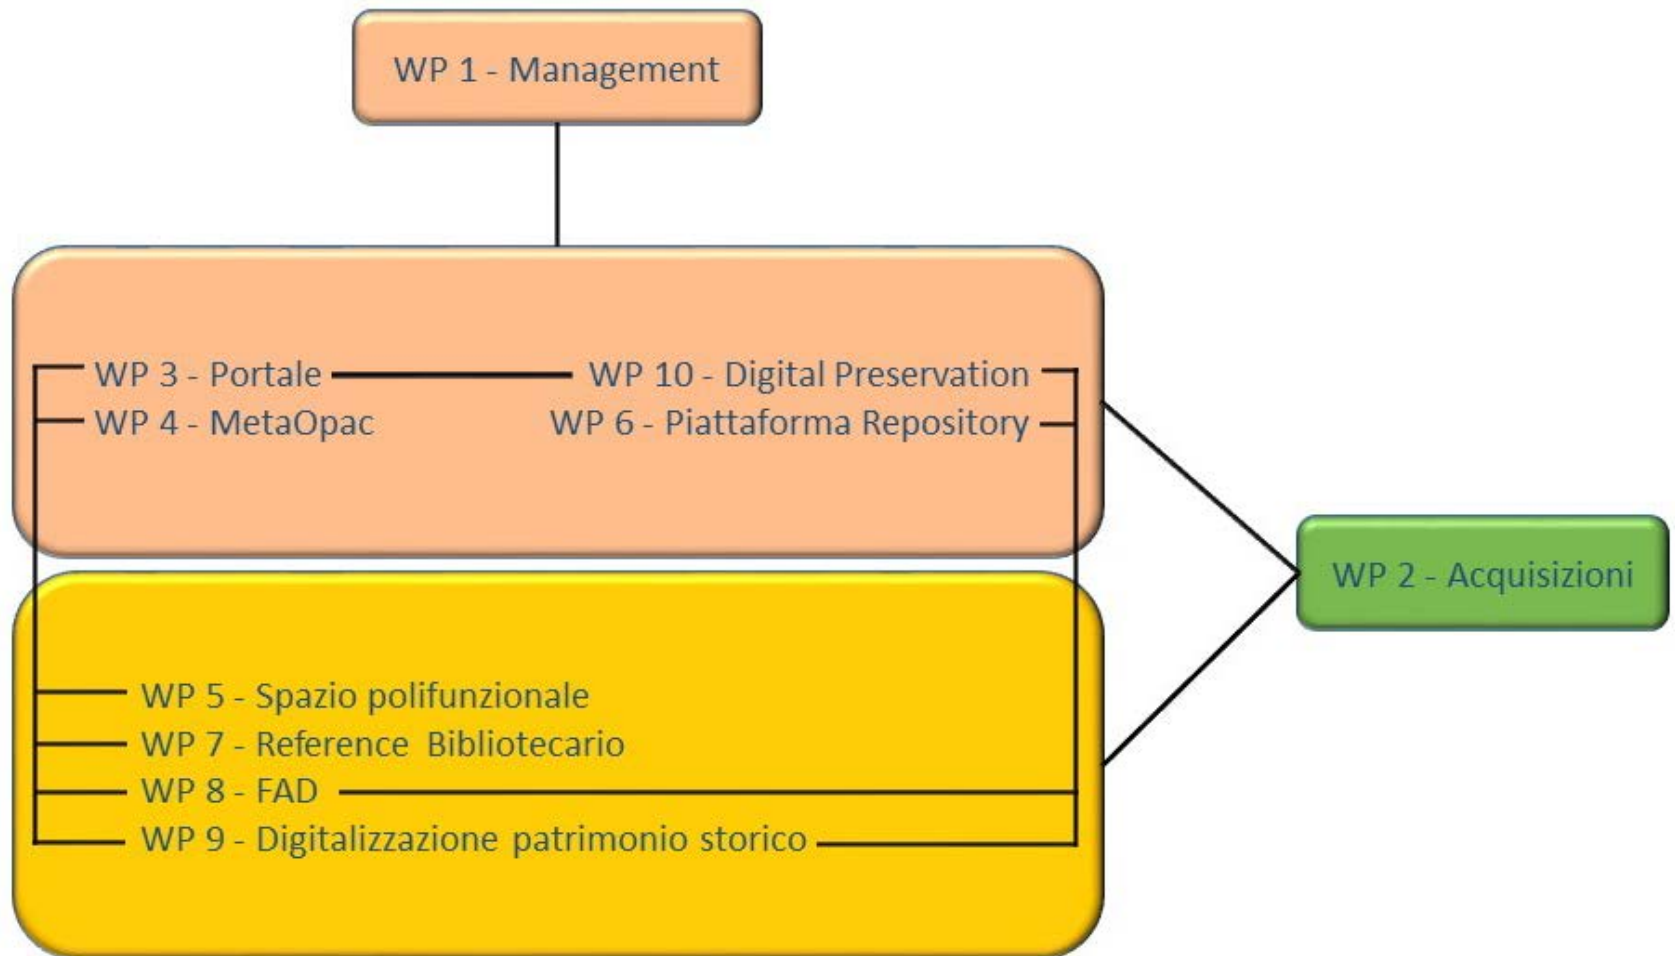 WP 1 - Management
WP 3 - Portale
WP 10 - Digital Preservation
WP 4 - MetaOpac
WP 6 - Piattaforma Repository
WP 2 - Acquisizioni
WP 5 - Spazio polifunzionale
WP 7 - Reference Bibliotecario
WP 8 - FAD
WP 9 - Digitalizzazione patrimonio storico